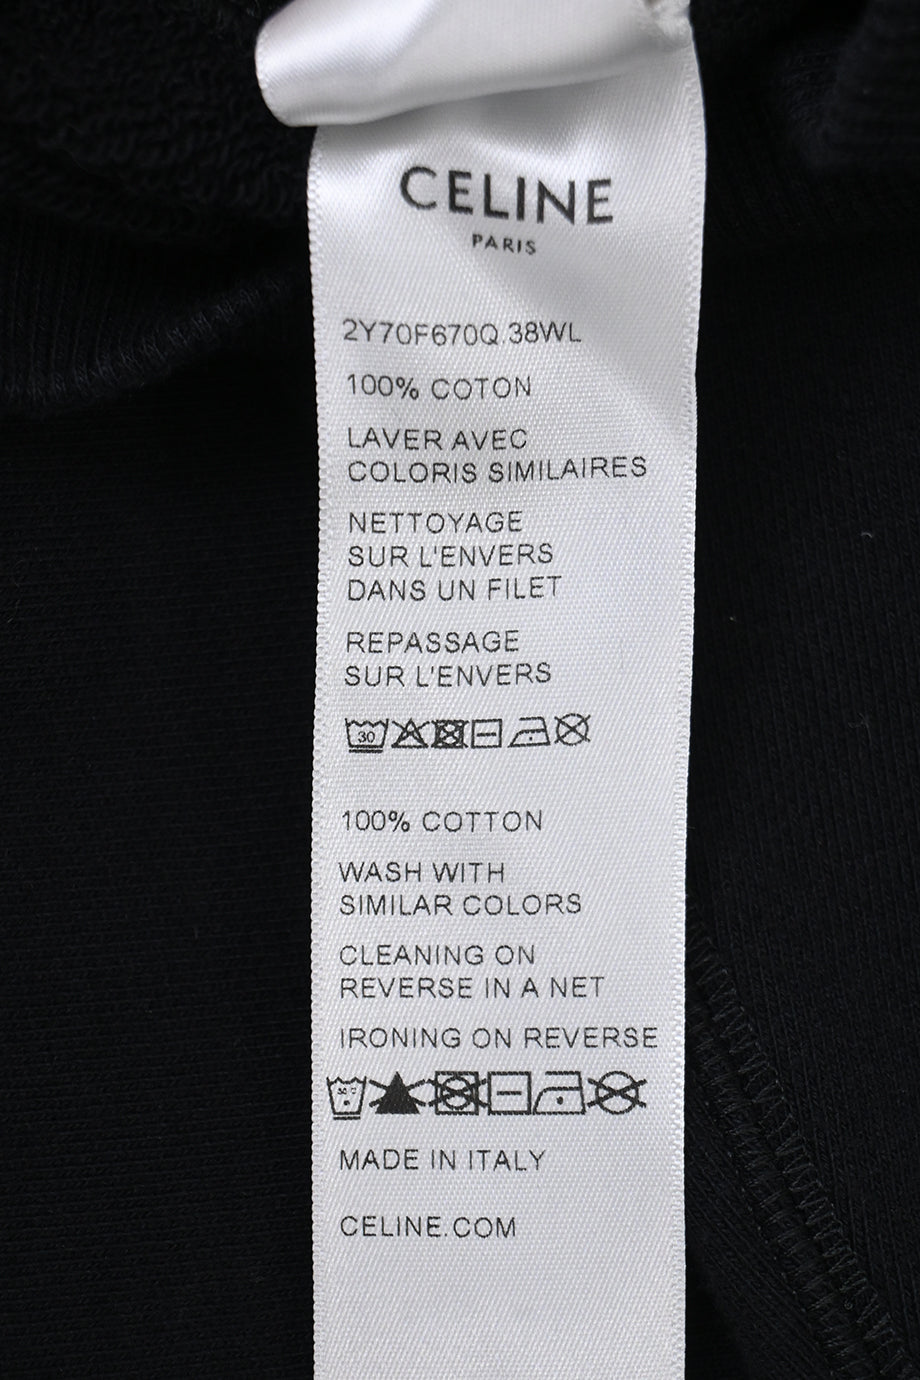 CELINE
PARIS
2Y70F670Q.38WL
100% COTON
LAVER AVEC
COLORIS SIMILAIRES
NETTOYAGE
SUR L'ENVERS
DANS UN FILET
REPASSAGE
SUR L'ENVERS
30
100% COTTON
WASH WITH
SIMILAR COLORS
CLEANING ON
REVERSE IN A NET
IRONING ON REVERSE
30°C
MADE IN ITALY
CELINE.COM